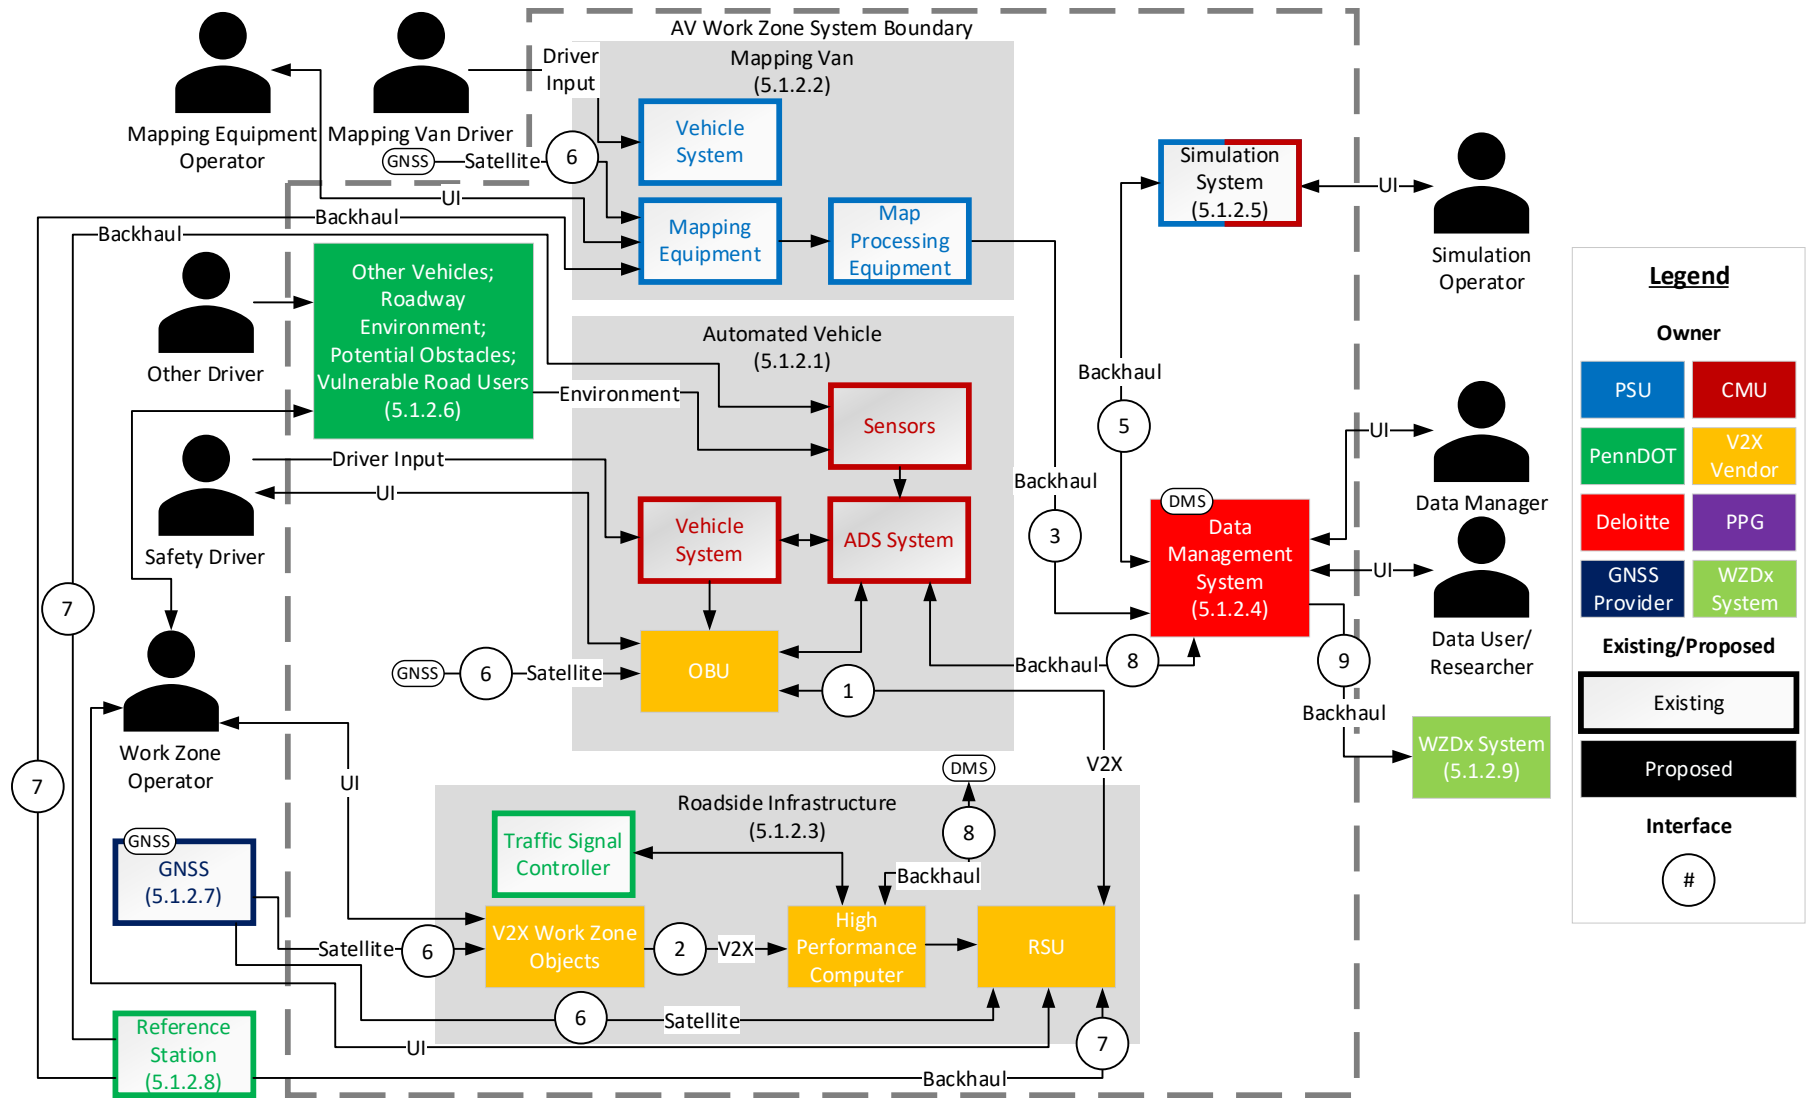 AV Work Zone System Boundary
Mapping Van
(5.1.2.2)
Driver
Input
Mapping Equipment
Operator
Mapping Van Driver
GNSS
Satellite
6
Vehicle
System
UI
Backhaul
Backhaul
Mapping
Equipment
Map
Processing
Equipment
Simulation
System
(5.1.2.5)
UI
Simulation
Operator
Other Driver
Other Vehicles;
Roadway
Environment;
Potential Obstacles;
Vulnerable Road Users
(5.1.2.6)
Automated Vehicle
(5.1.2.1)
Environment
Sensors
Backhaul
5
Driver Input
UI
Safety Driver
Vehicle
System
ADS System
Backhaul
3
DMS
Data
Management
System
(5.1.2.4)
UI
Data Manager
UI
Data User/
Researcher
7
GNSS
6
Satellite
OBU
1
Backhaul
8
9
Backhaul
WZDx System
(5.1.2.9)
Work Zone
Operator
7
UI
V2X
DMS
8
Backhaul
Roadside Infrastructure
(5.1.2.3)
Traffic Signal
Controller
GNSS
GNSS
(5.1.2.7)
Satellite
6
V2X Work Zone
Objects
2
V2X
High
Performance
Computer
RSU
6
Satellite
UI
7
Reference
Station
(5.1.2.8)
Backhaul
Legend
Owner
PSU
CMU
PennDOT
V2X
Vendor
Deloitte
PPG
GNSS
Provider
WZDx
System
Existing/Proposed
Existing
Proposed
Interface
#